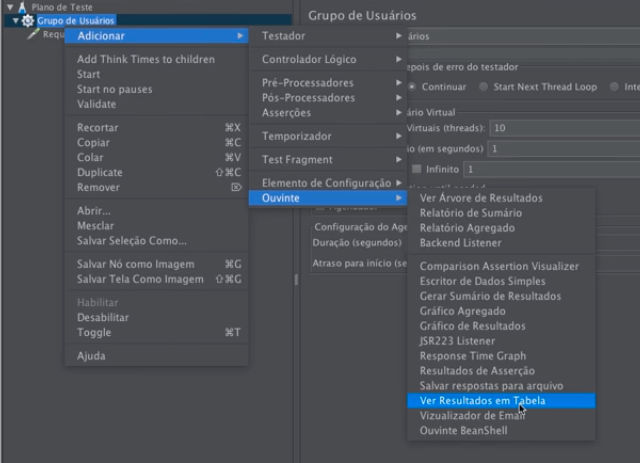 Plano de Teste
Grupo de Usuários
Requ
Grupo de Usuários
ários
epois de erro do testador
Continuar
Start Next Thread Loop
Inte
ário Virtual
Virtuais (threads): 10
o (em segundos) 1
Infinito 1
Configuração do Age
Duração (segundos)
Atraso para início (se
Adicionar
Add Think Times to children
Start
Start no pauses
Validate
Recortar ⌘X
Copiar ⌘C
Colar ⌘V
Duplicate ⇧⌘C
Remover ⌦
Abrir...
Mesclar
Salvar Seleção Como...
Salvar Nó como Imagem ⌘G
Salvar Tela Como Imagem ⇧⌘G
Habilitar
Desabilitar
Toggle ⌘T
Ajuda
Testador
Controlador Lógico
Pré-Processadores
Pós-Processadores
Asserções
Temporizador
Test Fragment
Elemento de Configuração
Ouvinte
Ver Árvore de Resultados
Relatório de Sumário
Relatório Agregado
Backend Listener
Comparison Assertion Visualizer
Escritor de Dados Simples
Gerar Sumário de Resultados
Gráfico Agregado
Gráfico de Resultados
JSR223 Listener
Response Time Graph
Resultados de Asserção
Salvar respostas para arquivo
Ver Resultados em Tabela
Vizualizador de Email
Ouvinte BeanShell